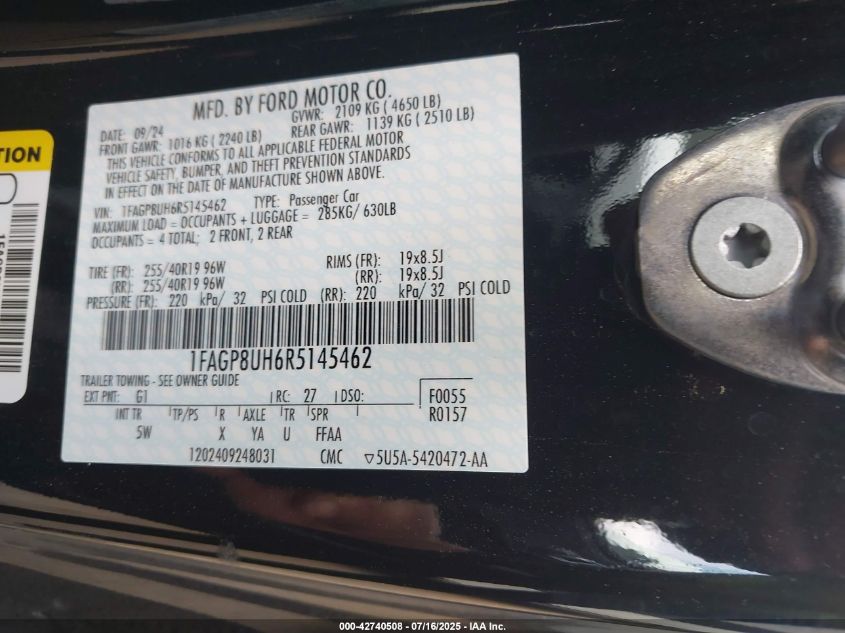 MFD. BY FORD MOTOR CO.
DATE: 09/24 GVWR: 2109 KG ( 4650 LB)
FRONT GAWR: 1016 KG ( 2240 LB) REAR GAWR: 1139 KG ( 2510 LB)
THIS VEHICLE CONFORMS TO ALL APPLICABLE FEDERAL MOTOR
VEHICLE SAFETY, BUMPER, AND THEFT PREVENTION STANDARDS
IN EFFECT ON THE DATE OF MANUFACTURE SHOWN ABOVE.
VIN: 1FAGP8UH6R5145462 TYPE: Passenger Car
MAXIMUM LOAD = OCCUPANTS + LUGGAGE = 285KG/ 630LB
OCCUPANTS = 4 TOTAL; 2 FRONT, 2 REAR
TIRE (FR): 255/40R19 96W RIMS (FR): 19x8.5J
(RR): 255/40R19 96W (RR): 19x8.5J
PRESSURE (FR): 220 kPa/ 32 PSI COLD (RR): 220 kPa/ 32 PSI COLD
1FAGP8UH6R5145462
TRAILER TOWING - SEE OWNER GUIDE
EXT PNT: G1 RC: 27 DSO: F0055
INT TR TP/PS R AXLE TR SPR R0157
5W X YA U FFAA
1202409248031 CMC ▽5U5A-5420472-AA
000-42740508 - 07/16/2025 - IAA Inc.